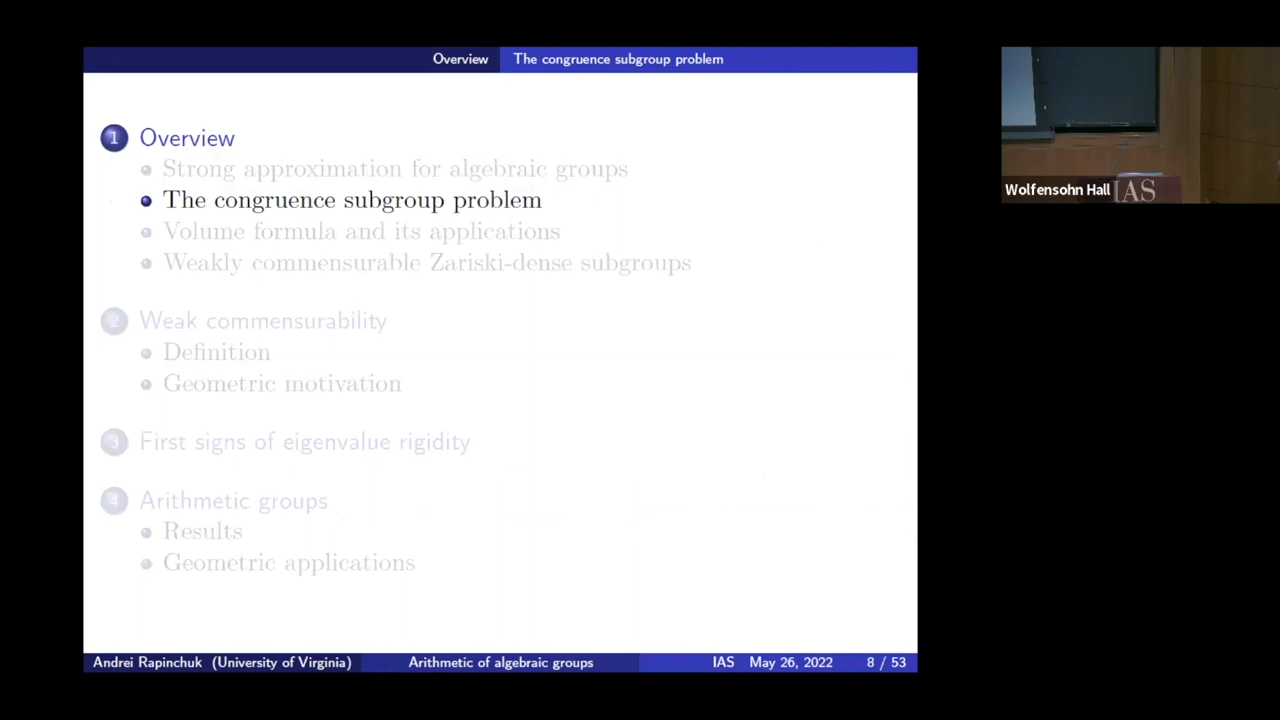 Overview The congruence subgroup problem
1 Overview
Strong approximation for algebraic groups
The congruence subgroup problem
Volume formula and its applications
Weakly commensurable Zariski-dense subgroups
2 Weak commensurability
Definition
Geometric motivation
3 First signs of eigenvalue rigidity
4 Arithmetic groups
Results
Geometric applications
Andrei Rapinchuk (University of Virginia) Arithmetic of algebraic groups IAS May 26, 2022 8 / 53
Wolfensohn Hall
IAS